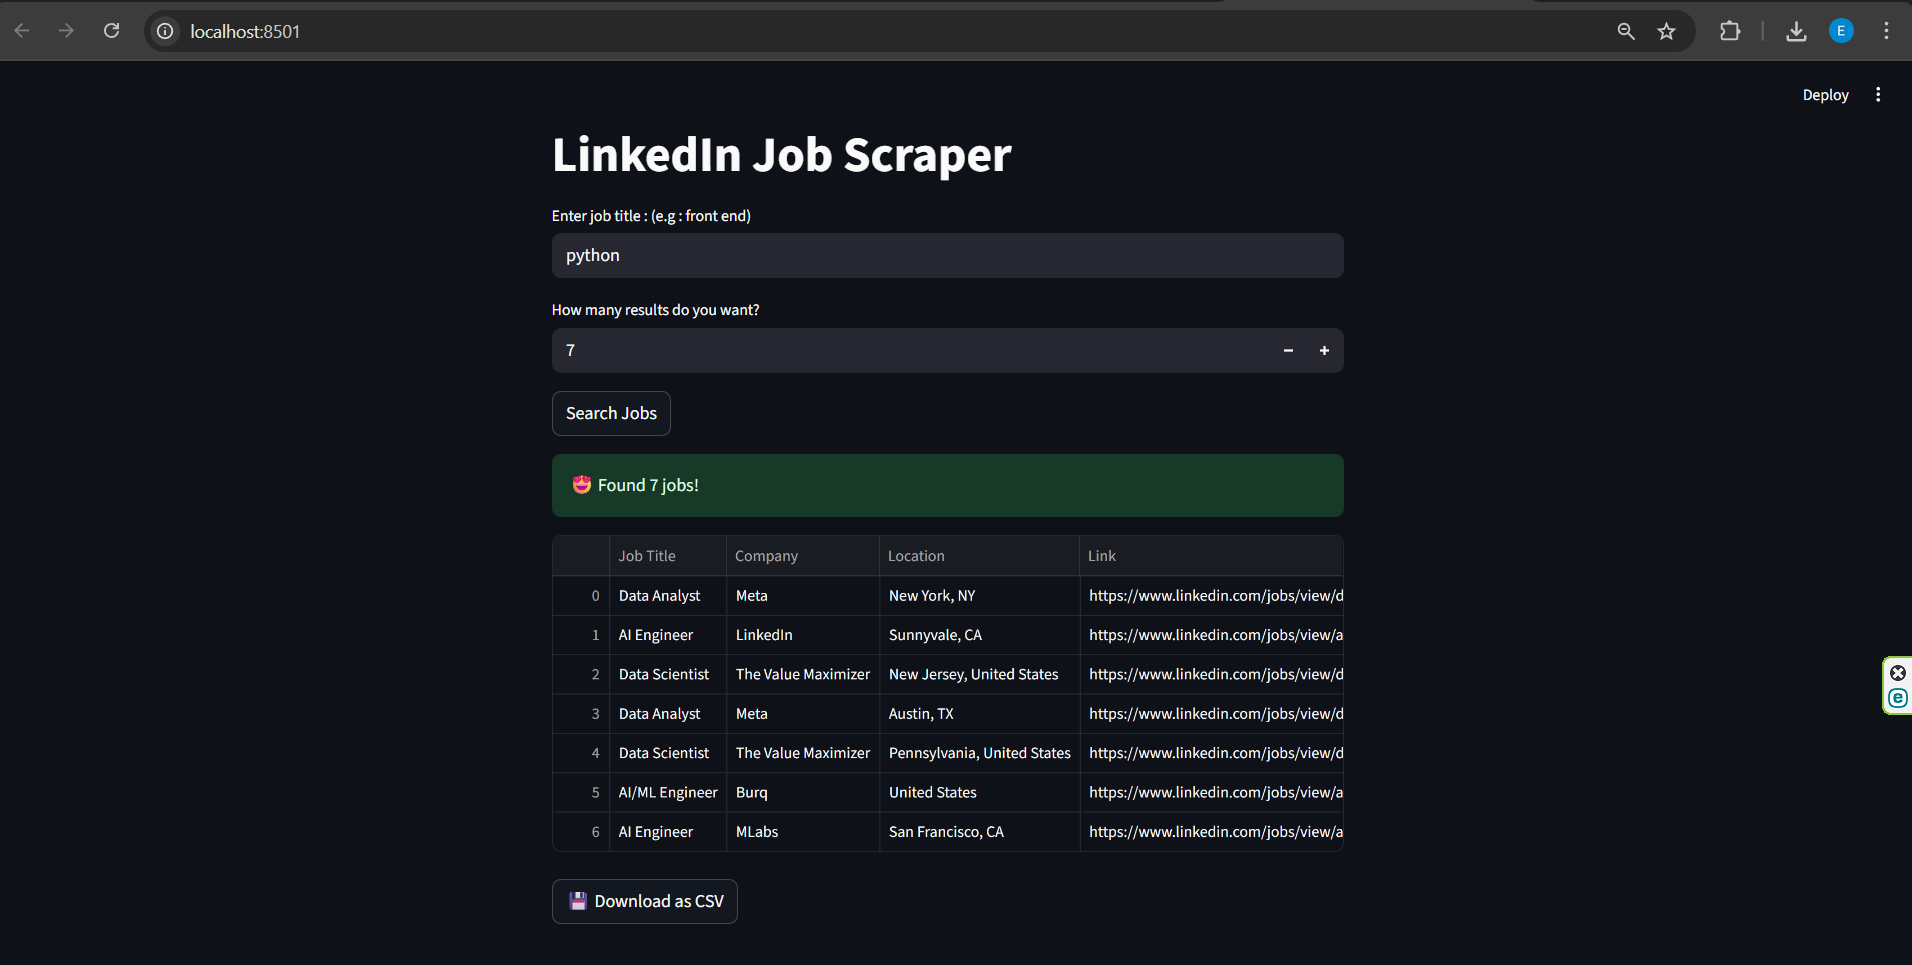 localhost:8501
E
Deploy
LinkedIn Job Scraper
Enter job title : (e.g : front end)
python
How many results do you want?
7
Search Jobs
🤩 Found 7 jobs!
Job Title Company Location Link
0 Data Analyst Meta New York, NY https://www.linkedin.com/jobs/view/d
1 AI Engineer LinkedIn Sunnyvale, CA https://www.linkedin.com/jobs/view/a
2 Data Scientist The Value Maximizer New Jersey, United States https://www.linkedin.com/jobs/view/d
3 Data Analyst Meta Austin, TX https://www.linkedin.com/jobs/view/d
4 Data Scientist The Value Maximizer Pennsylvania, United States https://www.linkedin.com/jobs/view/d
5 AI/ML Engineer Burq United States https://www.linkedin.com/jobs/view/a
6 AI Engineer MLabs San Francisco, CA https://www.linkedin.com/jobs/view/a
💾 Download as CSV